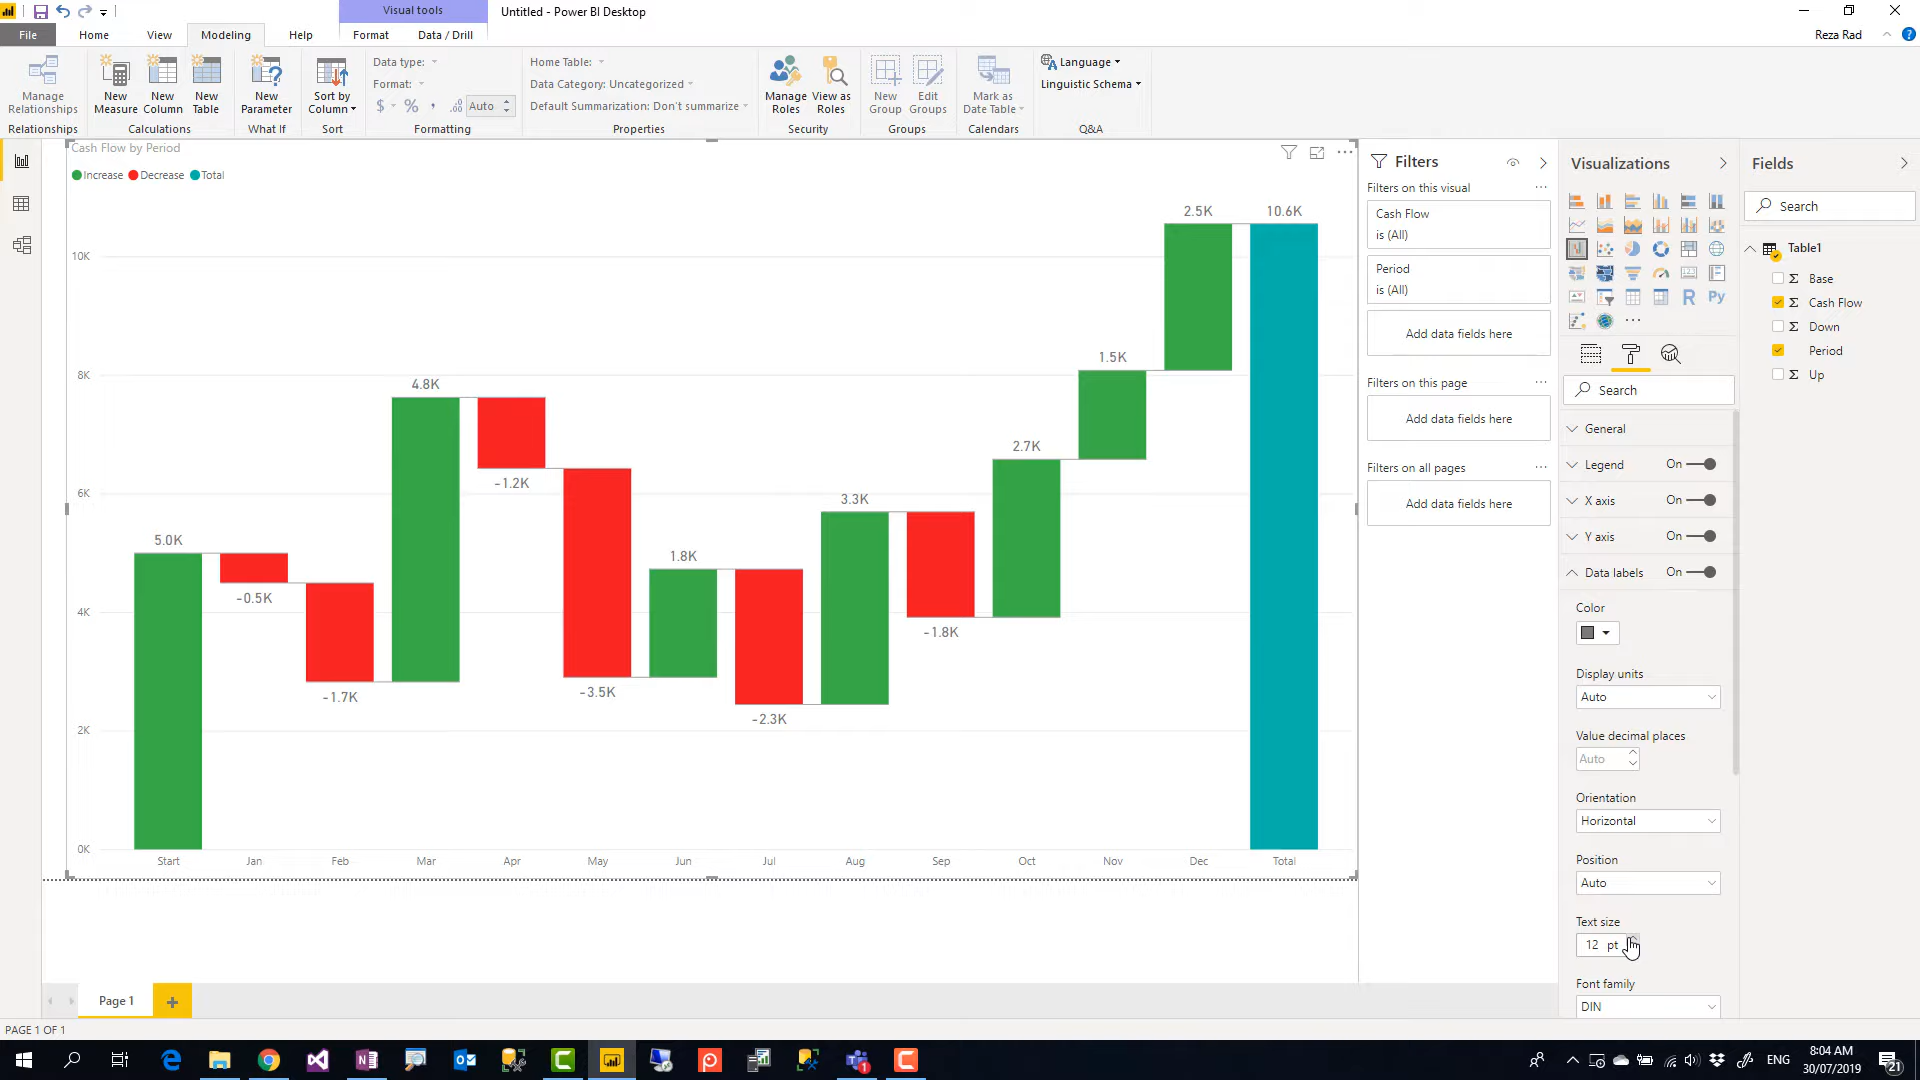 Visual tools
Untitled - Power BI Desktop
File
Home
View
Modeling
Help
Format
Data / Drill
Reza Rad
Manage Relationships
Relationships
New Measure
New Column
New Table
Calculations
New Parameter
What If
Sort by Column
Sort
Data type:
Format:
$ % , Auto
Formatting
Home Table:
Data Category: Uncategorized
Default Summarization: Don't summarize
Properties
Manage Roles
View as Roles
Security
New Group
Edit Groups
Groups
Mark as Date Table
Calendars
Language
Linguistic Schema
Q&A
Cash Flow by Period
Increase Decrease Total
10K
8K
6K
4K
2K
0K
5.0K
-0.5K
-1.7K
4.8K
-1.2K
-3.5K
1.8K
-2.3K
3.3K
-1.8K
2.7K
1.5K
2.5K
10.6K
Start Jan Feb Mar Apr May Jun Jul Aug Sep Oct Nov Dec Total
Filters
Filters on this visual
Cash Flow
is (All)
Period
is (All)
Add data fields here
Filters on this page
Add data fields here
Filters on all pages
Add data fields here
Visualizations
R Py
Search
General
Legend On
X axis On
Y axis On
Data labels On
Color
Display units
Auto
Value decimal places
Auto
Orientation
Horizontal
Position
Auto
Text size
12 pt
Font family
DIN
Fields
Search
Table1
Base
Cash Flow
Down
Period
Up
Page 1
PAGE 1 OF 1
ENG
8:04 AM
30/07/2019
21